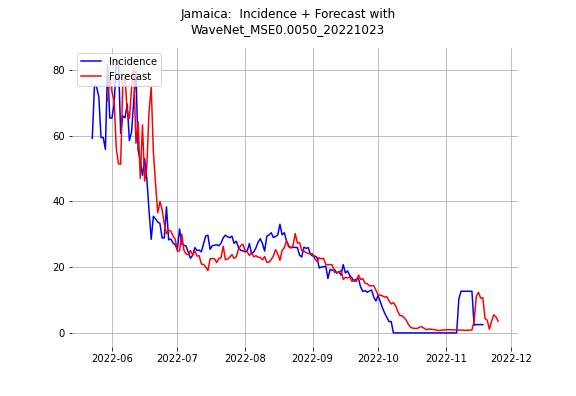 Jamaica:  Incidence + Forecast with
WaveNet_MSE0.0050_20221023
Incidence
Forecast
80
60
40
20
0
2022-06 2022-07 2022-08 2022-09 2022-10 2022-11 2022-12